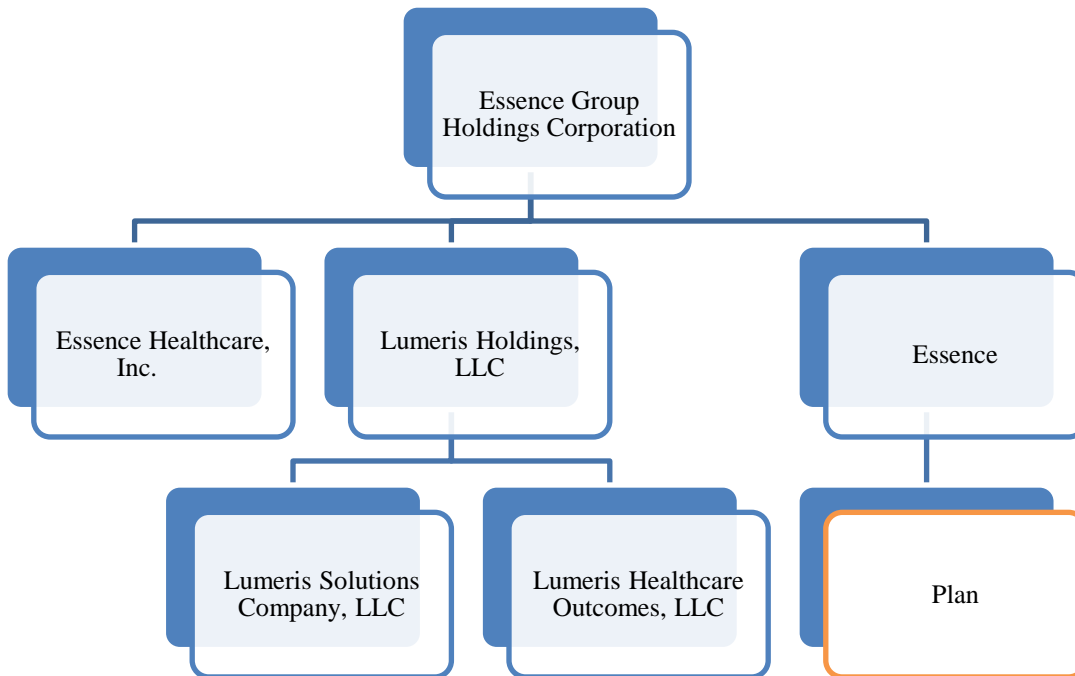 Essence Group
Holdings Corporation
Essence Healthcare,
Inc.
Lumeris Holdings,
LLC
Essence
Lumeris Solutions
Company, LLC
Lumeris Healthcare
Outcomes, LLC
Plan